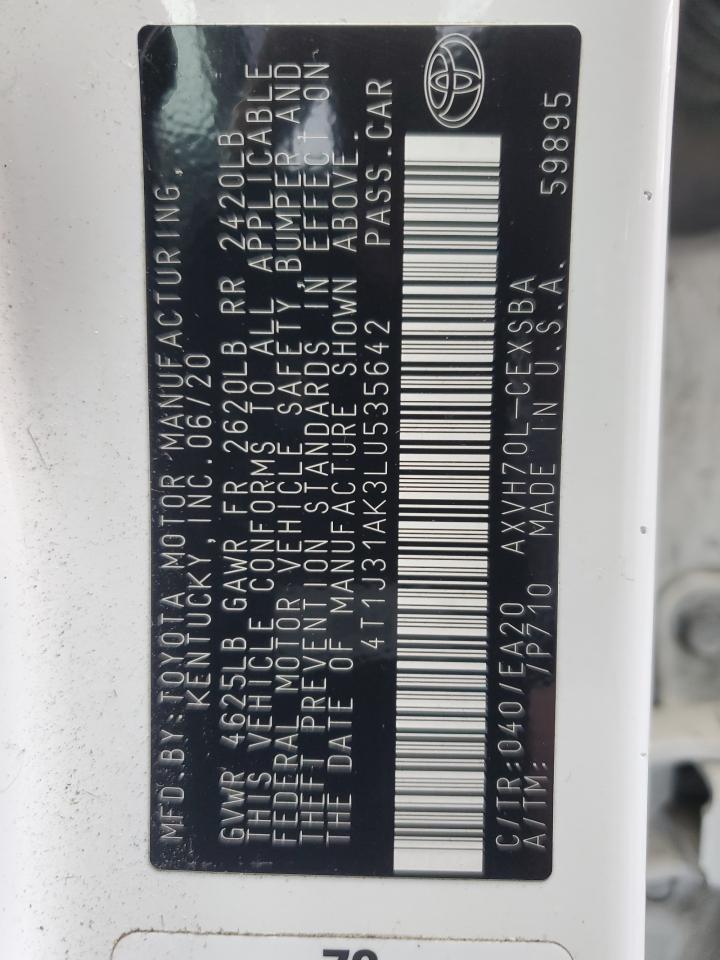 MFD.BY:TOYOTA MOTOR MANUFACTURING,
KENTUCKY,INC.06/20
GVWR 4625LB GAWR FR 2620LB RR 2420LB
THIS VEHICLE CONFORMS TO ALL APPLICABLE
FEDERAL MOTOR VEHICLE SAFETY,BUMPER,AND
THEFT PREVENTION STANDARDS IN EFFECT ON
THE DATE OF MANUFACTURE SHOWN ABOVE.
4T1J31AK3LU535642 PASS.CAR
C/TR:040/EA20 AXVH70L-CEXSBA
A/TM: /P710 MADE IN U.S.A. 59895